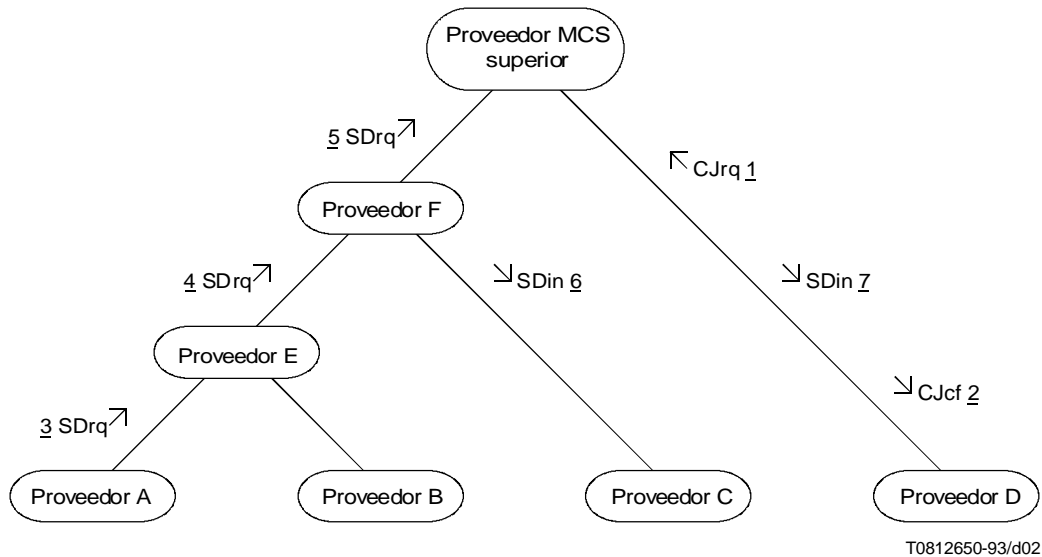 Proveedor MCS
superior
5 SDrq
CJrq 1
Proveedor F
4 SDrq
SDin 6
SDin 7
Proveedor E
CJcf 2
3 SDrq
Proveedor A
Proveedor B
Proveedor C
Proveedor D
T0812650-93/d02